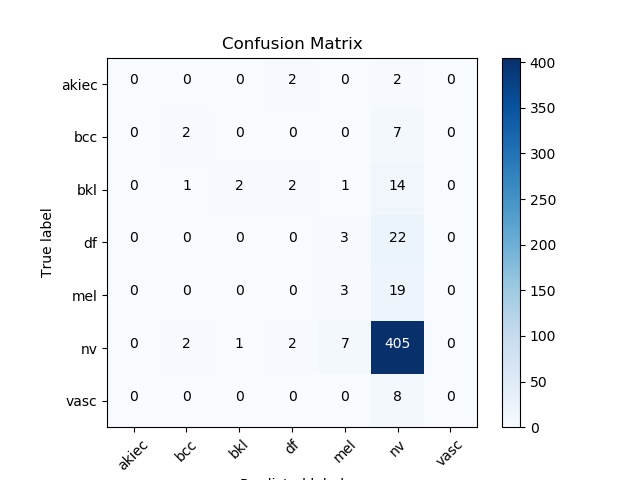 Confusion Matrix
akiec 0 0 0 2 0 2 0
bcc 0 2 0 0 0 7 0
bkl 0 1 2 2 1 14 0
df 0 0 0 0 3 22 0
mel 0 0 0 0 3 19 0
nv 0 2 1 2 7 405 0
vasc 0 0 0 0 0 8 0
akiec bcc bkl df mel nv vasc
True label
Predicted label
400
350
300
250
200
150
100
50
0